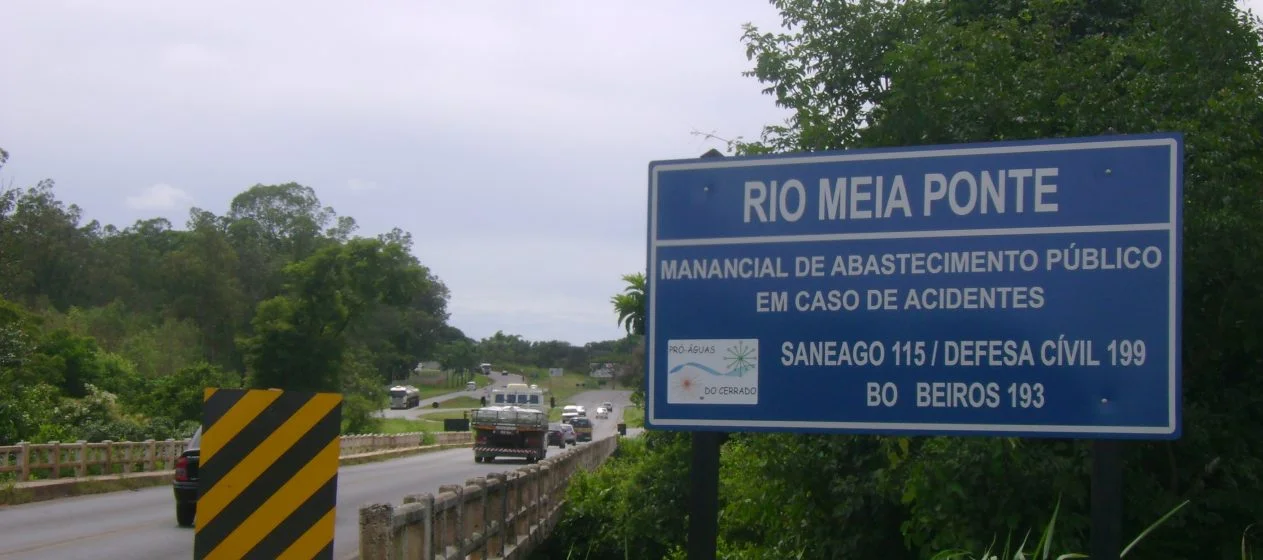 RIO MEIA PONTE
MANANCIAL DE ABASTECIMENTO PÚBLICO
EM CASO DE ACIDENTES
PRÓ-ÁGUAS
DO CERRADO
SANEAGO 115 / DEFESA CÍVIL 199
BO BEIROS 193